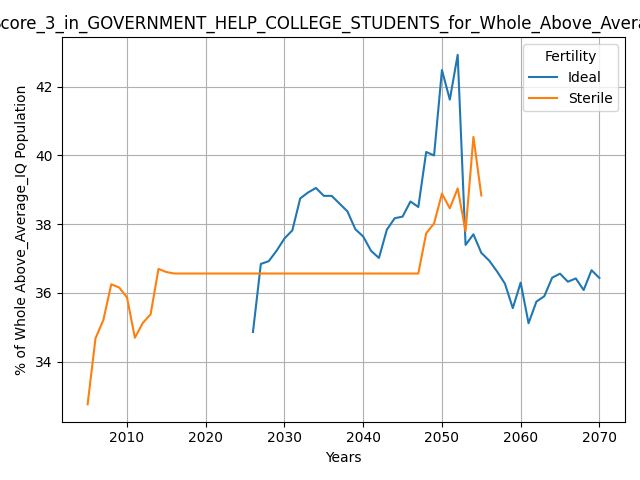 core_3_in_GOVERNMENT_HELP_COLLEGE_STUDENTS_for_Whole_Above_Avera
Fertility
Ideal
Sterile
% of Whole Above_Average_IQ Population
42
40
38
36
34
2010 2020 2030 2040 2050 2060 2070
Years